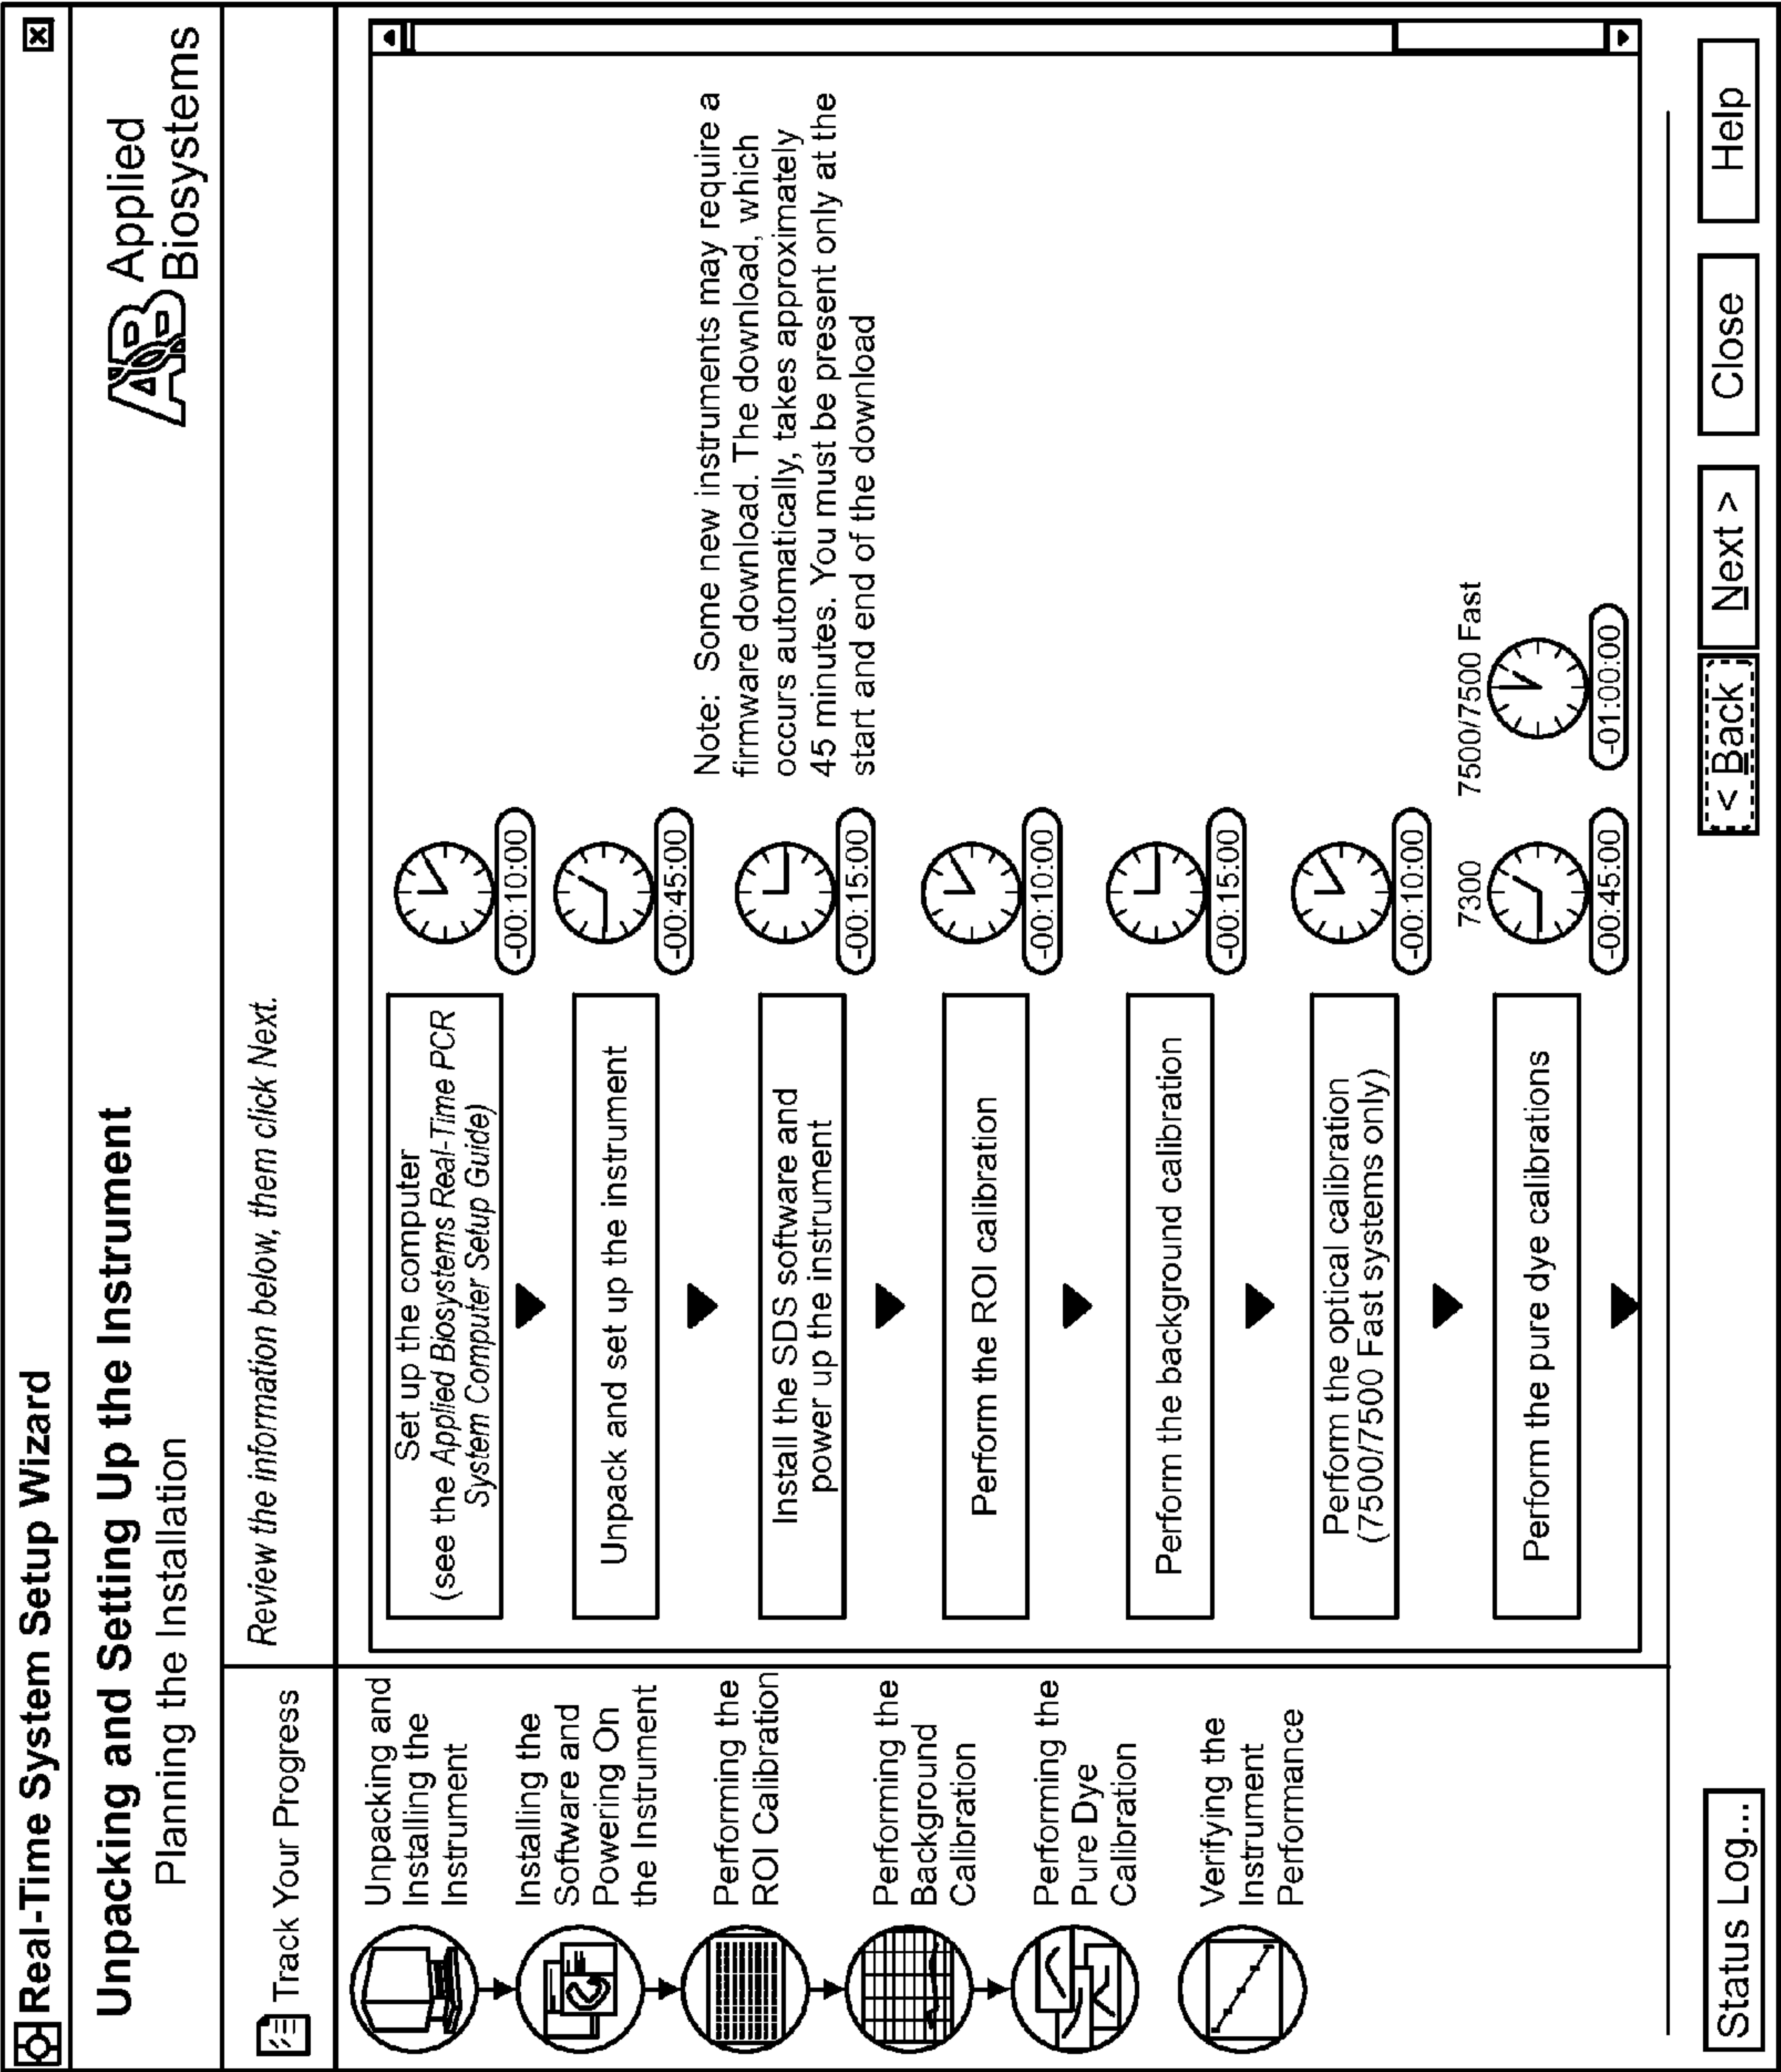 Real-Time System Setup Wizard
Unpacking and Setting Up the Instrument
Planning the Installation
AB Applied
Biosystems
Track Your Progress
Review the information below, them click Next.
Unpacking and
Installing the
Instrument
Installing the
Software and
Powering On
the Instrument
Performing the
ROI Calibration
Performing the
Background
Calibration
Performing the
Pure Dye
Calibration
Verifying the
Instrument
Performance
Set up the computer
(see the Applied Biosystems Real-Time PCR
System Computer Setup Guide)
-00:10:00
Unpack and set up the instrument
-00:45:00
Install the SDS software and
power up the instrument
-00:15:00
Note: Some new instruments may require a
firmware download. The download, which
occurs automatically, takes approximately
45 minutes. You must be present only at the
start and end of the download
Perform the ROI calibration
-00:10:00
Perform the background calibration
-00:15:00
Perform the optical calibration
(7500/7500 Fast systems only)
-00:10:00
Perform the pure dye calibrations
7300
-00:45:00
7500/7500 Fast
-01:00:00
Status Log...
< Back
Next >
Close
Help